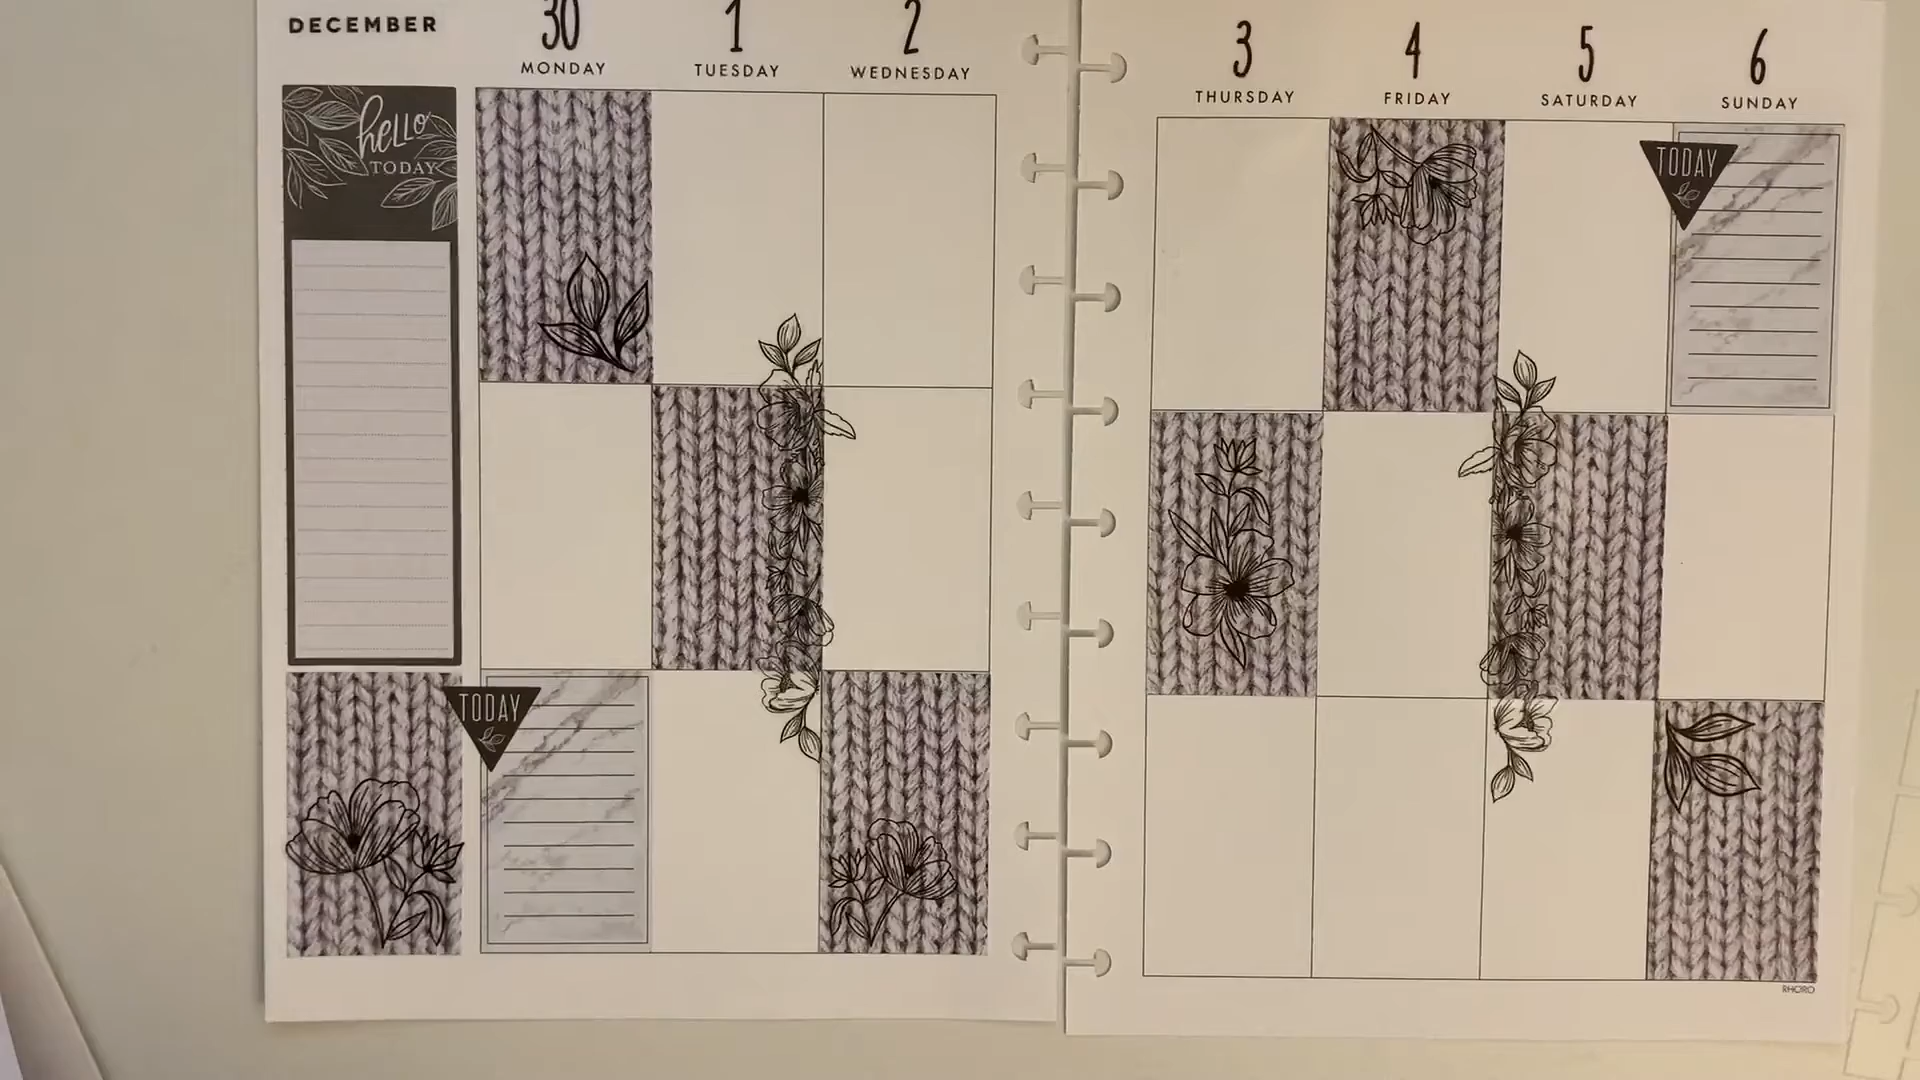 DECEMBER
30 1 2
MONDAY TUESDAY WEDNESDAY
3 4 5 6
THURSDAY FRIDAY SATURDAY SUNDAY
hello
TODAY
TODAY
TODAY
RHORO